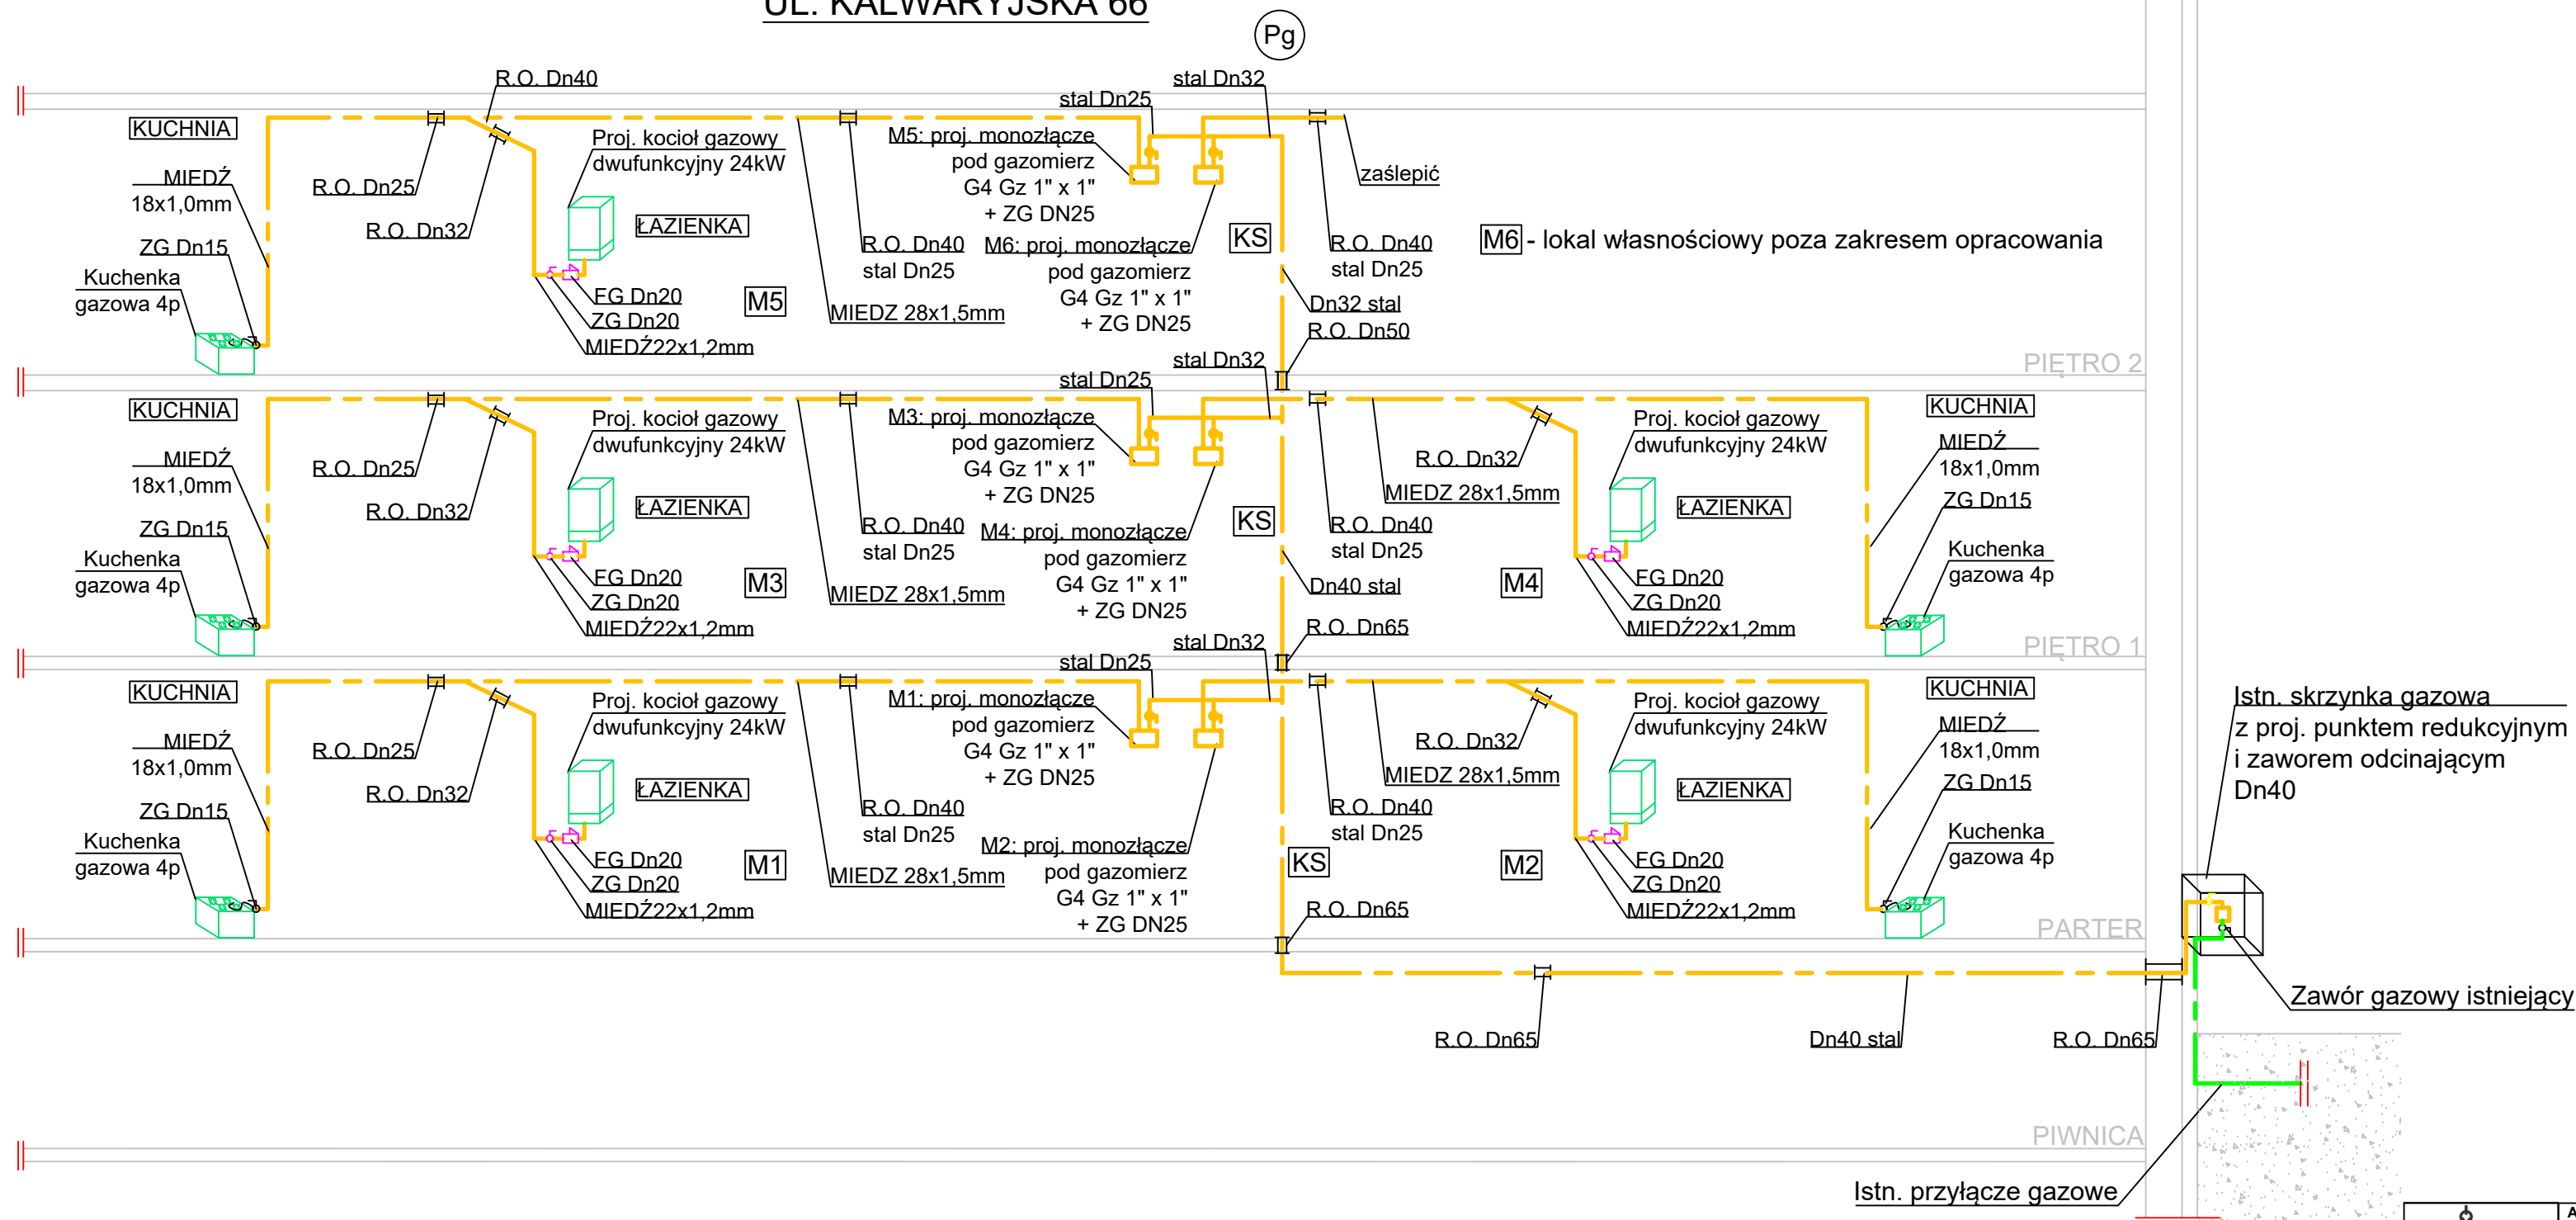 UL. KALWARYJSKA 66
Pg
R.O. Dn40
stal Dn32
stal Dn25
KUCHNIA
MIEDŹ
18x1,0mm
ZG Dn15
Kuchenka
gazowa 4p
R.O. Dn25
R.O. Dn32
Proj. kocioł gazowy
dwufunkcyjny 24kW
ŁAZIENKA
FG Dn20
ZG Dn20
MIEDŹ22x1,2mm
M5
MIEDZ 28x1,5mm
R.O. Dn40
stal Dn25
M5: proj. monozłącze
pod gazomierz
G4 Gz 1" x 1"
+ ZG DN25
M6: proj. monozłącze
pod gazomierz
G4 Gz 1" x 1"
+ ZG DN25
KS
zaślepić
R.O. Dn40
stal Dn25
M6 - lokal własnościowy poza zakresem opracowania
Dn32 stal
R.O. Dn50
PIĘTRO 2
stal Dn32
stal Dn25
KUCHNIA
MIEDŹ
18x1,0mm
ZG Dn15
Kuchenka
gazowa 4p
R.O. Dn25
R.O. Dn32
Proj. kocioł gazowy
dwufunkcyjny 24kW
ŁAZIENKA
FG Dn20
ZG Dn20
MIEDŹ22x1,2mm
M3
MIEDZ 28x1,5mm
R.O. Dn40
stal Dn25
M3: proj. monozłącze
pod gazomierz
G4 Gz 1" x 1"
+ ZG DN25
M4: proj. monozłącze
pod gazomierz
G4 Gz 1" x 1"
+ ZG DN25
KS
R.O. Dn40
stal Dn25
MIEDZ 28x1,5mm
R.O. Dn32
Proj. kocioł gazowy
dwufunkcyjny 24kW
ŁAZIENKA
FG Dn20
ZG Dn20
MIEDŹ22x1,2mm
M4
KUCHNIA
MIEDŹ
18x1,0mm
ZG Dn15
Kuchenka
gazowa 4p
Dn40 stal
R.O. Dn65
PIĘTRO 1
stal Dn32
stal Dn25
KUCHNIA
MIEDŹ
18x1,0mm
ZG Dn15
Kuchenka
gazowa 4p
R.O. Dn25
R.O. Dn32
Proj. kocioł gazowy
dwufunkcyjny 24kW
ŁAZIENKA
FG Dn20
ZG Dn20
MIEDŹ22x1,2mm
M1
MIEDZ 28x1,5mm
R.O. Dn40
stal Dn25
M1: proj. monozłącze
pod gazomierz
G4 Gz 1" x 1"
+ ZG DN25
M2: proj. monozłącze
pod gazomierz
G4 Gz 1" x 1"
+ ZG DN25
KS
R.O. Dn40
stal Dn25
MIEDZ 28x1,5mm
R.O. Dn32
Proj. kocioł gazowy
dwufunkcyjny 24kW
ŁAZIENKA
FG Dn20
ZG Dn20
MIEDŹ22x1,2mm
M2
KUCHNIA
MIEDŹ
18x1,0mm
ZG Dn15
Kuchenka
gazowa 4p
R.O. Dn65
PARTER
Istn. skrzynka gazowa
z proj. punktem redukcyjnym
i zaworem odcinającym
Dn40
Zawór gazowy istniejący
R.O. Dn65
Dn40 stal
R.O. Dn65
PIWNICA
Istn. przyłącze gazowe